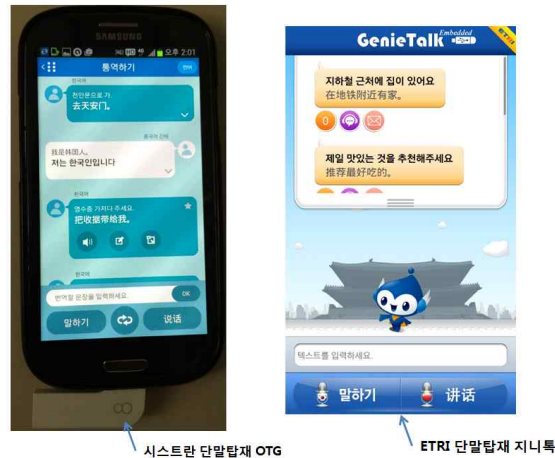 SAMSUNG
오후 2:01
통역하기
한국어
천안문으로 가.
去天安门。
중국어 간체
我是韩国人。
저는 한국인입니다
한국어
영수증 가져다 주세요.
把收据带给我。
한국어
번역할 문장을 입력하세요.
OK
말하기
说话
시스트란 단말탑재 OTG
GenieTalk
Embedded
ETRI
지하철 근처에 집이 있어요
在地铁附近有家。
제일 맛있는 것을 추천해주세요
推荐最好吃的。
텍스트를 입력하세요.
말하기
讲话
ETRI 단말탑재 지니톡